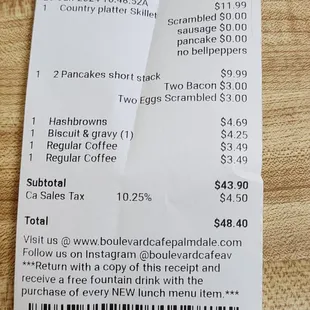 2024 10:48:52A
1 Country platter Skillet $11.99
Scrambled $0.00
sausage $0.00
pancake $0.00
no bellpeppers
1 2 Pancakes short stack $9.99
Two Bacon $3.00
Two Eggs Scrambled $3.00
1 Hashbrowns $4.69
1 Biscuit & gravy (1) $4.25
1 Regular Coffee $3.49
1 Regular Coffee $3.49
Subtotal $43.90
Ca Sales Tax 10.25% $4.50
Total $48.40
Visit us @ www.boulevardcafepalmdale.com
Follow us on Instagram @boulevardcafeav
***Return with a copy of this receipt and
receive a free fountain drink with the
purchase of every NEW lunch menu item.***